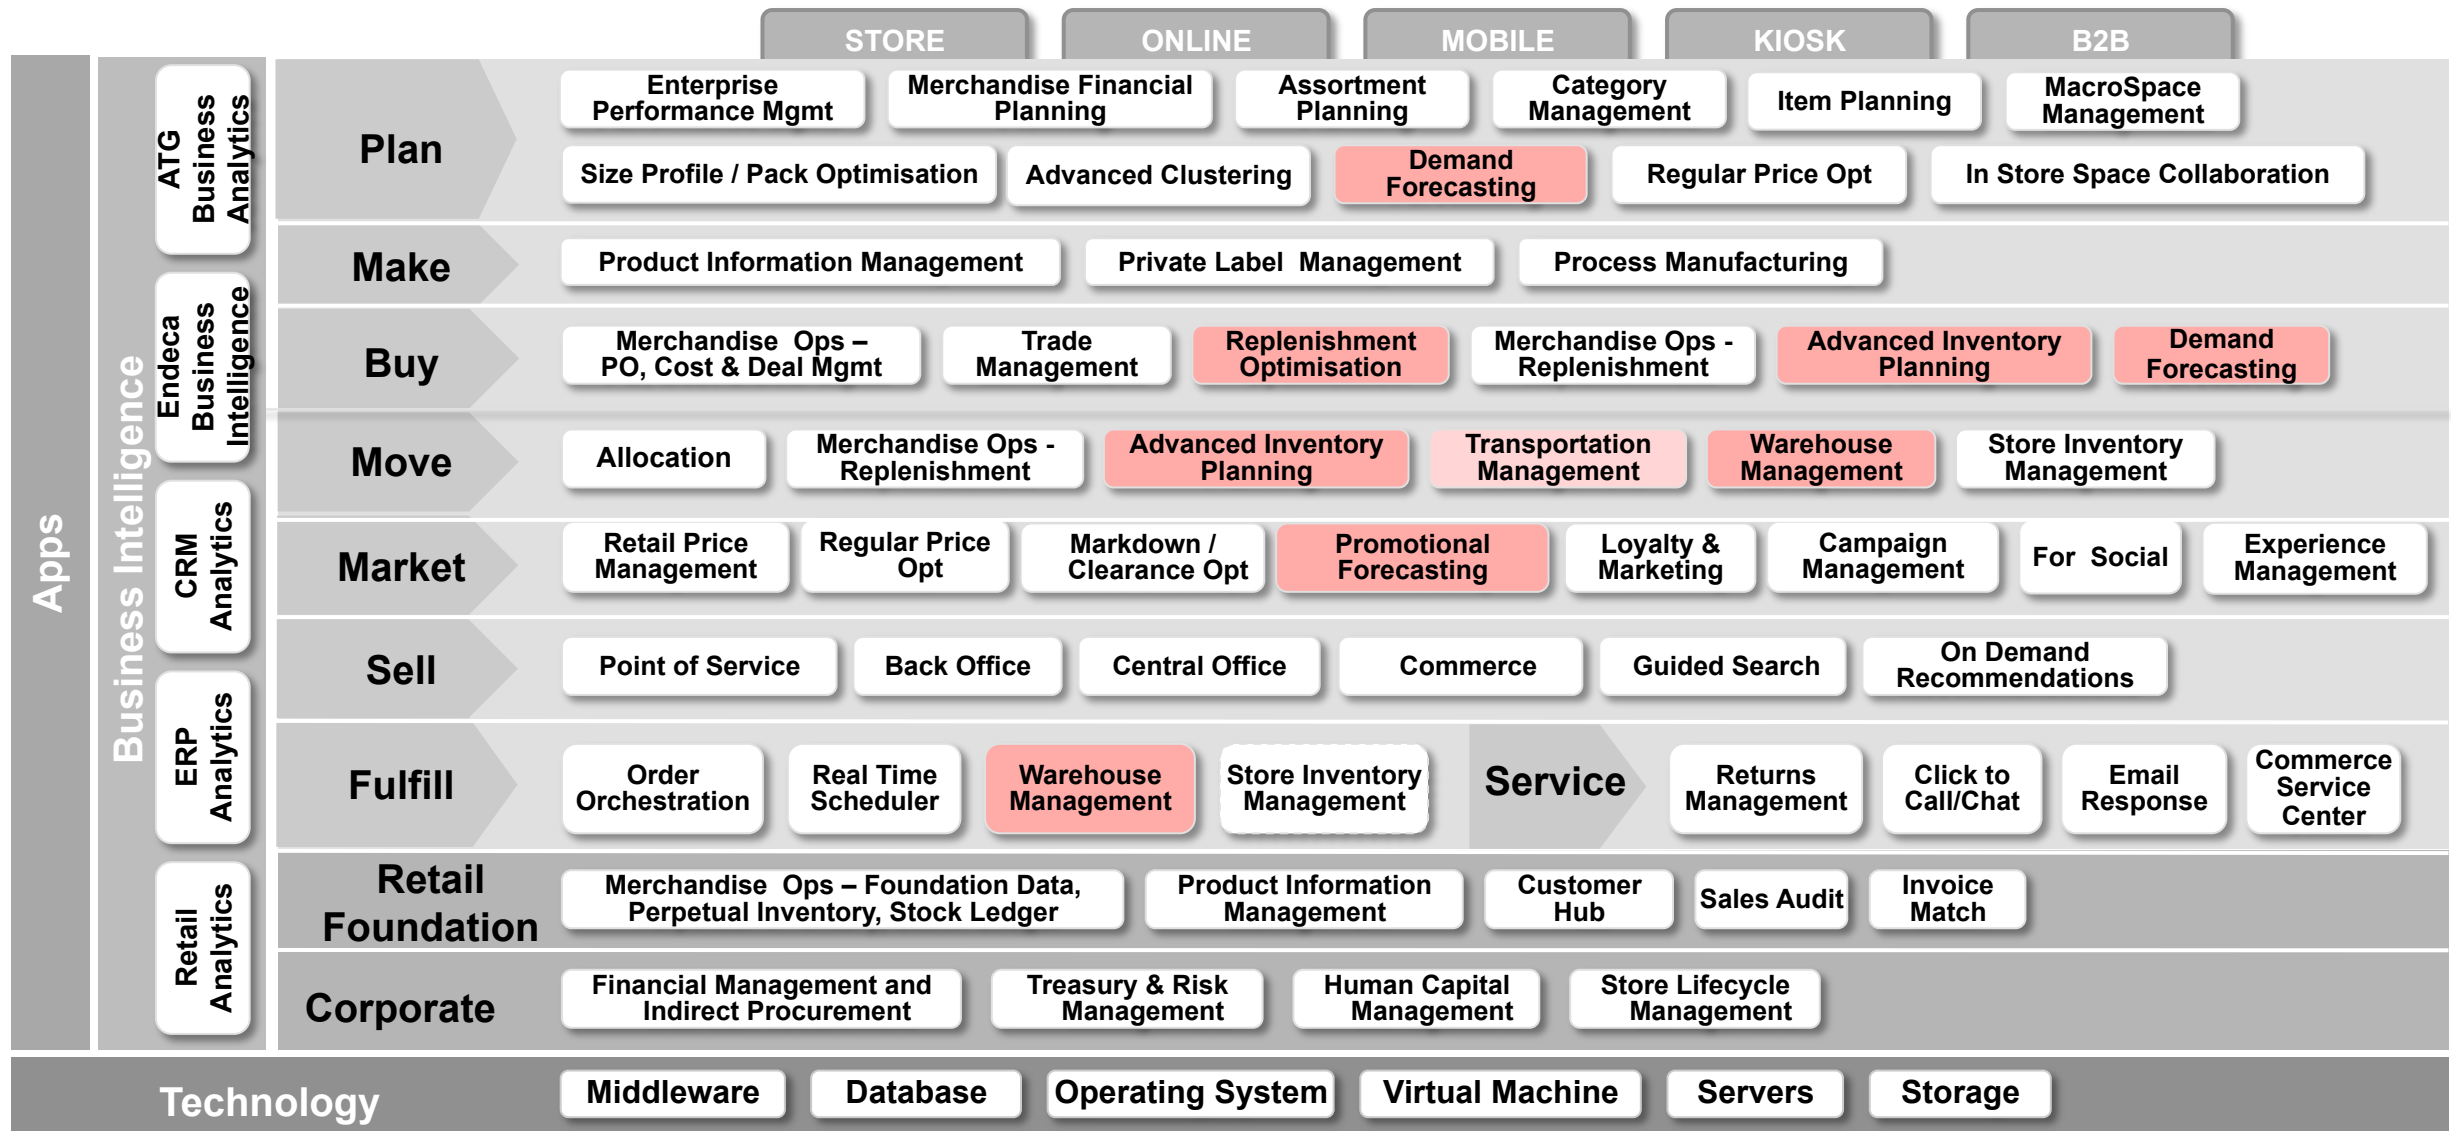 STORE
ONLINE
MOBILE
KIOSK
B2B
Apps
Business Intelligence
ATG
Business
Analytics
Endeca
Business
Intelligence
CRM
Analytics
ERP
Analytics
Retail
Analytics
Plan
Enterprise
Performance Mgmt
Merchandise Financial
Planning
Assortment
Planning
Category
Management
Item Planning
MacroSpace
Management
Size Profile / Pack Optimisation
Advanced Clustering
Demand
Forecasting
Regular Price Opt
In Store Space Collaboration
Make
Product Information Management
Private Label Management
Process Manufacturing
Buy
Merchandise Ops –
PO, Cost & Deal Mgmt
Trade
Management
Replenishment
Optimisation
Merchandise Ops -
Replenishment
Advanced Inventory
Planning
Demand
Forecasting
Move
Allocation
Merchandise Ops -
Replenishment
Advanced Inventory
Planning
Transportation
Management
Warehouse
Management
Store Inventory
Management
Market
Retail Price
Management
Regular Price
Opt
Markdown /
Clearance Opt
Promotional
Forecasting
Loyalty &
Marketing
Campaign
Management
For Social
Experience
Management
Sell
Point of Service
Back Office
Central Office
Commerce
Guided Search
On Demand
Recommendations
Fulfill
Order
Orchestration
Real Time
Scheduler
Warehouse
Management
Store Inventory
Management
Service
Returns
Management
Click to
Call/Chat
Email
Response
Commerce
Service
Center
Retail
Foundation
Merchandise Ops – Foundation Data,
Perpetual Inventory, Stock Ledger
Product Information
Management
Customer
Hub
Sales Audit
Invoice
Match
Corporate
Financial Management and
Indirect Procurement
Treasury & Risk
Management
Human Capital
Management
Store Lifecycle
Management
Technology
Middleware
Database
Operating System
Virtual Machine
Servers
Storage